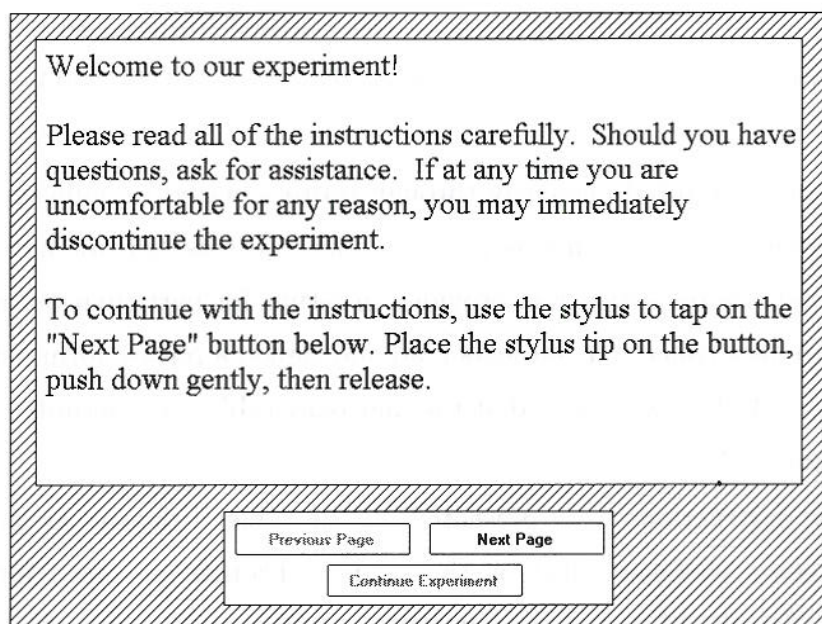 Welcome to our experiment!
Please read all of the instructions carefully.  Should you have
questions, ask for assistance.  If at any time you are
uncomfortable for any reason, you may immediately
discontinue the experiment.
To continue with the instructions, use the stylus to tap on the
"Next Page" button below. Place the stylus tip on the button,
push down gently, then release.
Previous Page Next Page
Continue Experiment